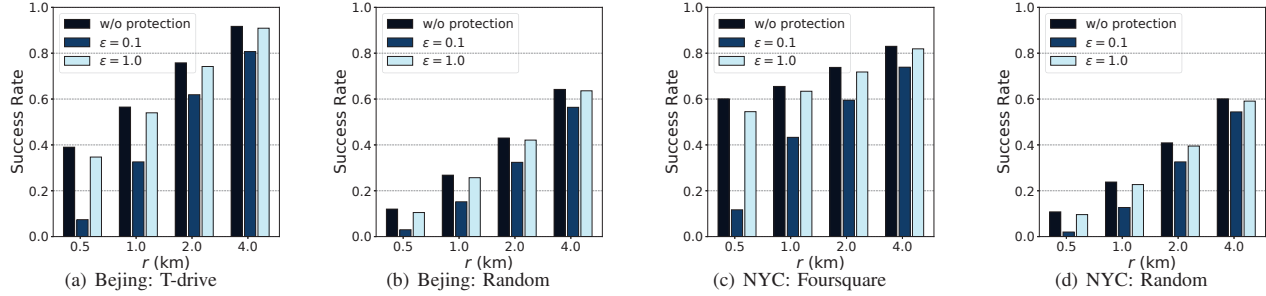 Success Rate
1.0
0.8
0.6
0.4
0.2
0.0
w/o protection
ε = 0.1
ε = 1.0
0.5 1.0 2.0 4.0
r (km)
(a) Bejing: T-drive
Success Rate
1.0
0.8
0.6
0.4
0.2
0.0
w/o protection
ε = 0.1
ε = 1.0
0.5 1.0 2.0 4.0
r (km)
(b) Bejing: Random
Success Rate
1.0
0.8
0.6
0.4
0.2
0.0
w/o protection
ε = 0.1
ε = 1.0
0.5 1.0 2.0 4.0
r (km)
(c) NYC: Foursquare
Success Rate
1.0
0.8
0.6
0.4
0.2
0.0
w/o protection
ε = 0.1
ε = 1.0
0.5 1.0 2.0 4.0
r (km)
(d) NYC: Random